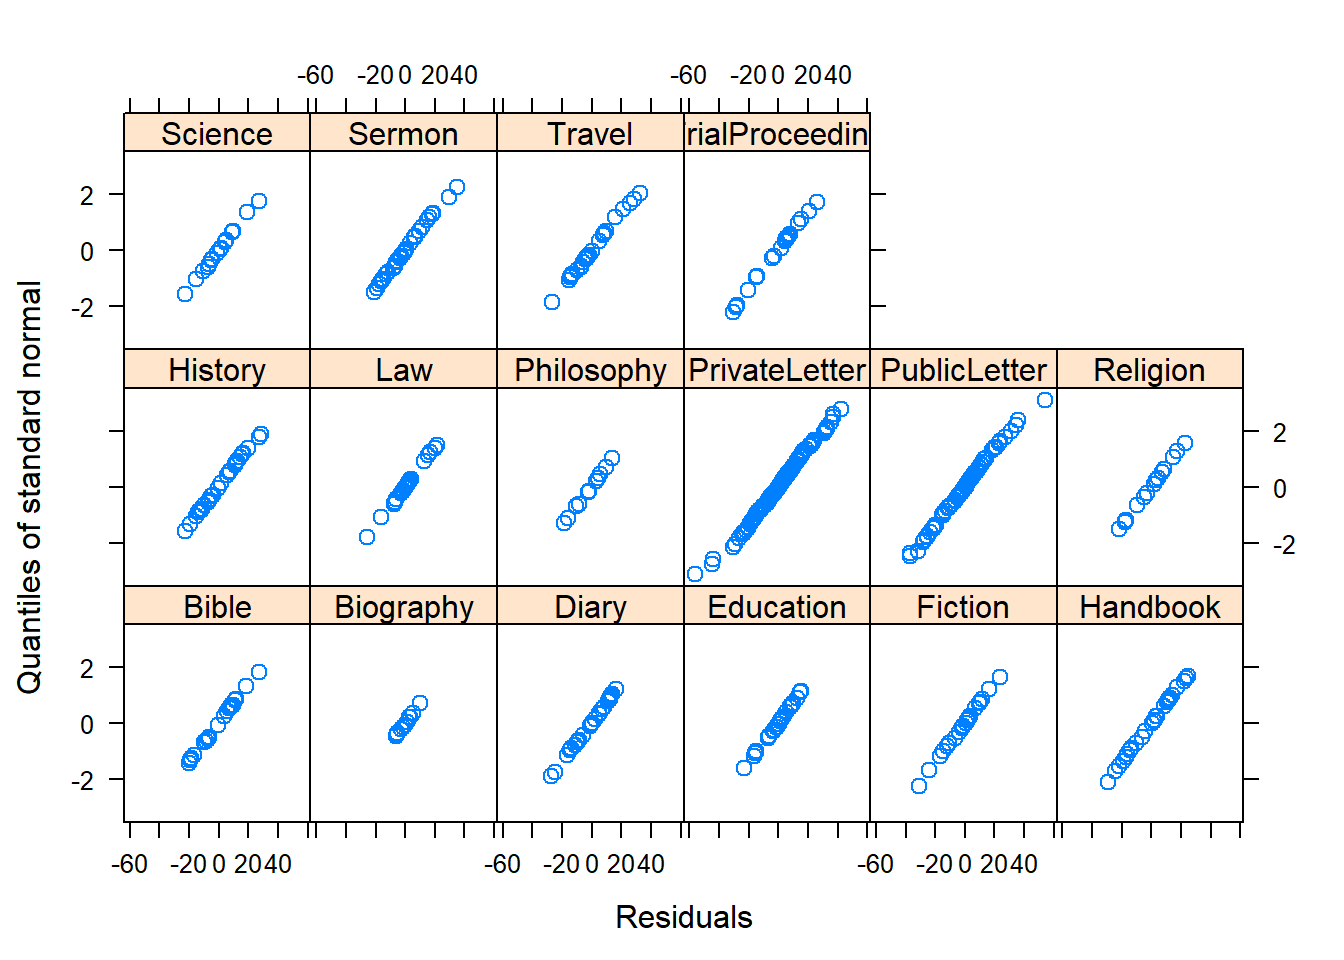 -60 -20 0 20 40 -60 -20 0 20 40
Science Sermon Travel rialProceedin
2
0
-2
History Law Philosophy PrivateLetter PublicLetter Religion
2
0
-2
Bible Biography Diary Education Fiction Handbook
2
0
-2
-60 -20 0 20 40 -60 -20 0 20 40 -60 -20 0 20 40
Residuals
Quantiles of standard normal